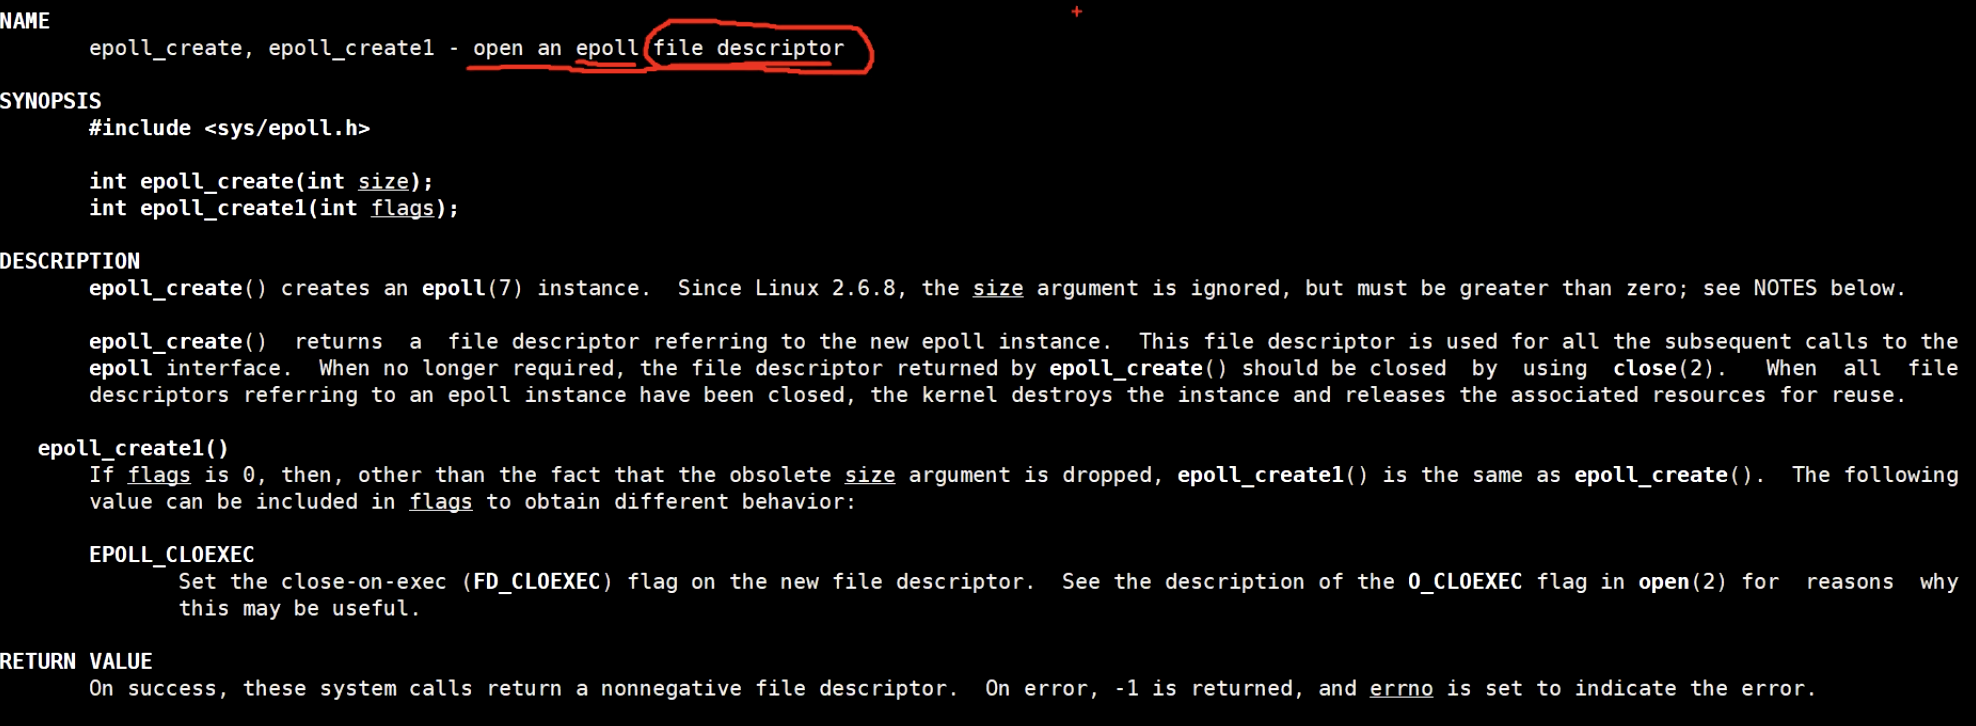 NAME
epoll_create, epoll_create1 - open an epoll file descriptor
SYNOPSIS
#include <sys/epoll.h>
int epoll_create(int size);
int epoll_create1(int flags);
DESCRIPTION
epoll_create() creates an epoll(7) instance.  Since Linux 2.6.8, the size argument is ignored, but must be greater than zero; see NOTES below.
epoll_create()  returns  a  file descriptor referring to the new epoll instance.  This file descriptor is used for all the subsequent calls to the
epoll interface.  When no longer required, the file descriptor returned by epoll_create() should be closed  by  using  close(2).   When  all  file
descriptors referring to an epoll instance have been closed, the kernel destroys the instance and releases the associated resources for reuse.
epoll_create1()
If flags is 0, then, other than the fact that the obsolete size argument is dropped, epoll_create1() is the same as epoll_create().  The following
value can be included in flags to obtain different behavior:
EPOLL_CLOEXEC
Set the close-on-exec (FD_CLOEXEC) flag on the new file descriptor.  See the description of the O_CLOEXEC flag in open(2) for  reasons  why
this may be useful.
RETURN VALUE
On success, these system calls return a nonnegative file descriptor.  On error, -1 is returned, and errno is set to indicate the error.